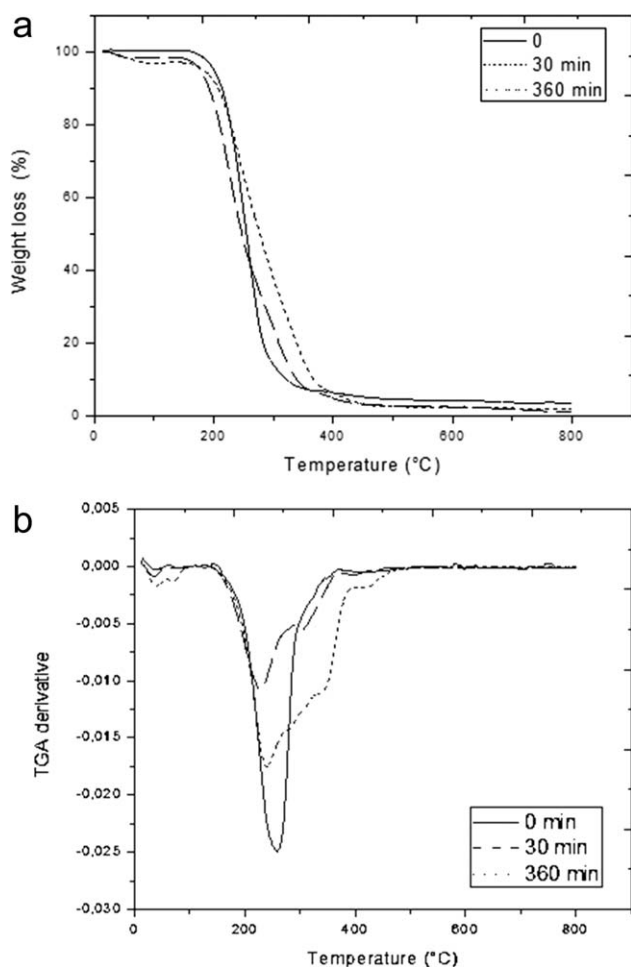 a
0
30 min
360 min
100
80
60
40
20
0
Weight loss (%)
0
200
400
600
800
Temperature (°C)
b
0,005
0,000
-0,005
-0,010
-0,015
-0,020
-0,025
-0,030
TGA derivative
0 min
30 min
360 min
0
200
400
600
800
Temperature (°C)